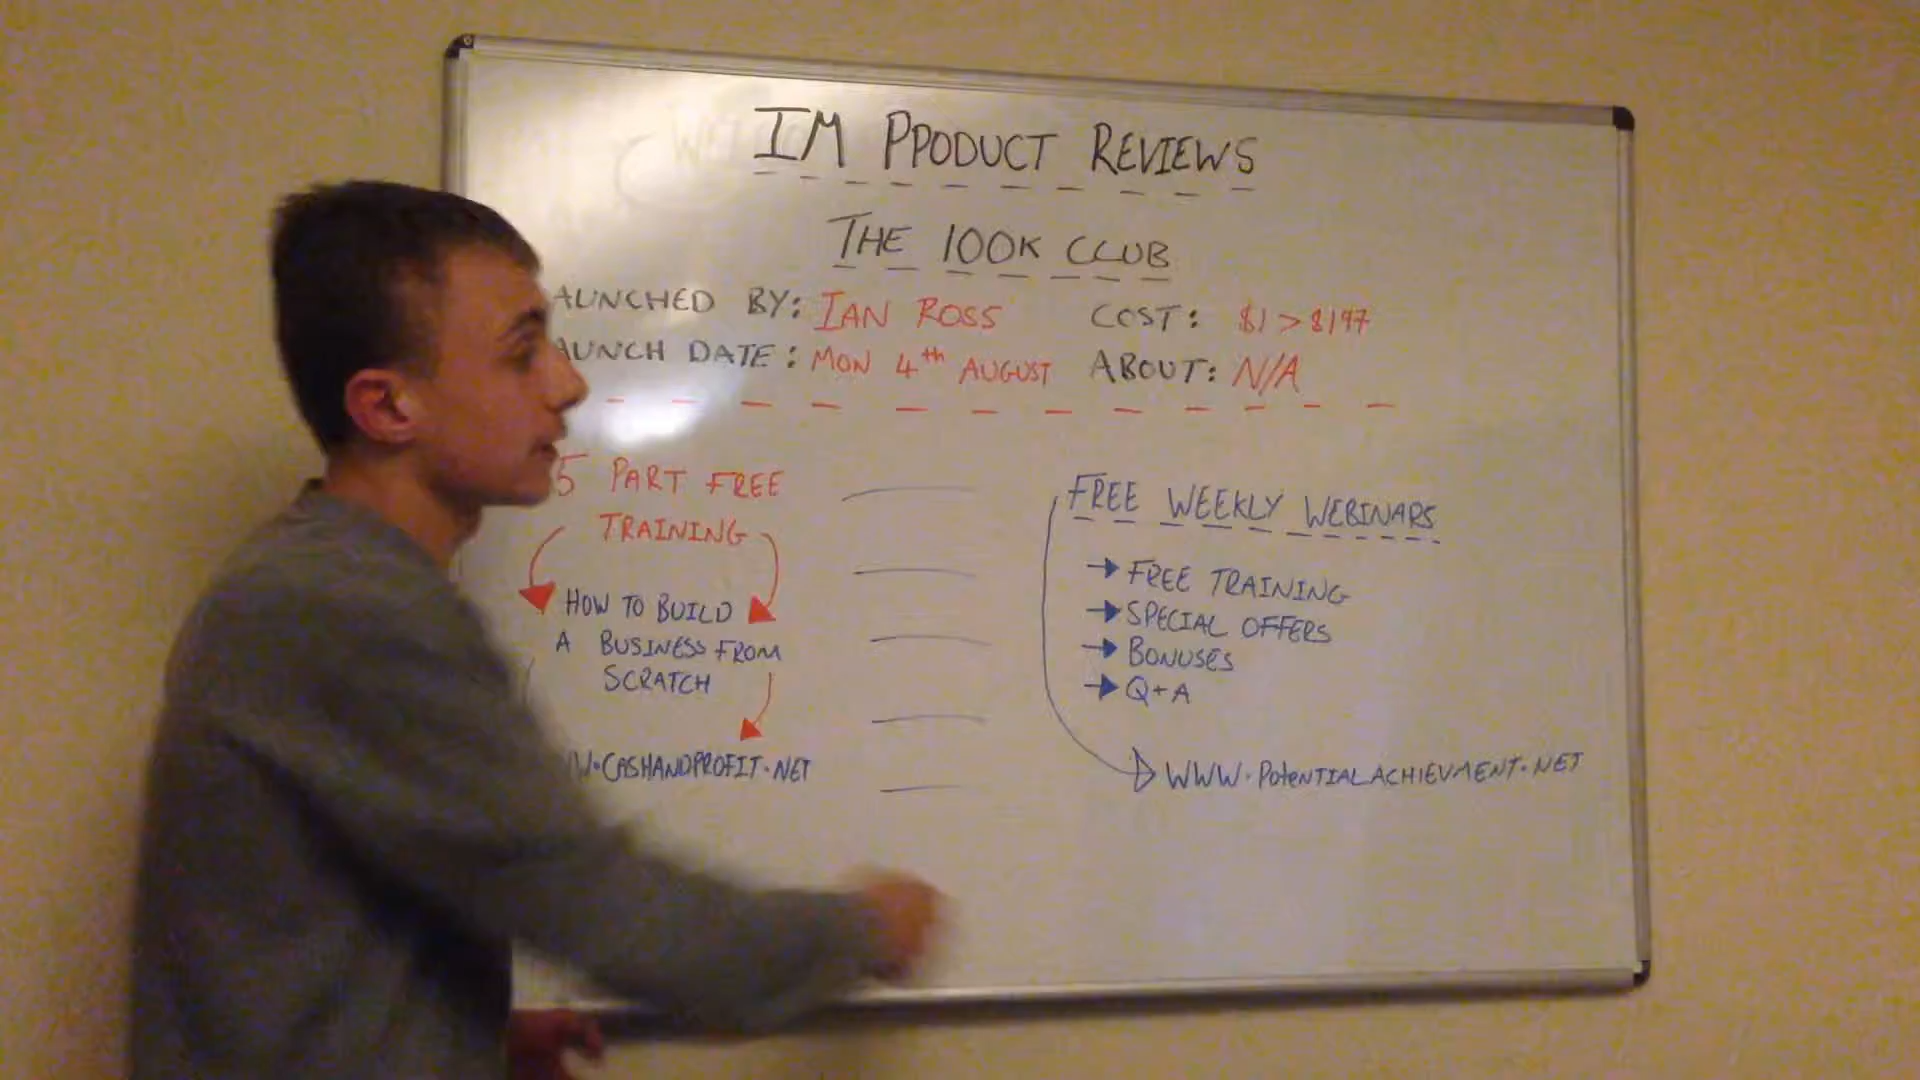 IM PPODUCT REVIEWS
THE 100K CLUB
AUNCHED BY: IAN ROSS COST: $1 > $197
AUNCH DATE: MON 4th AUGUST ABOUT: N/A
5 PART FREE
TRAINING
HOW TO BUILD
A BUSINESS FROM
SCRATCH
W.CASHANDPROFIT.NET
FREE WEEKLY WEBINARS
FREE TRAINING
SPECIAL OFFERS
BONUSES
Q+A
WWW.POTENTIALACHIEVMENT.NET